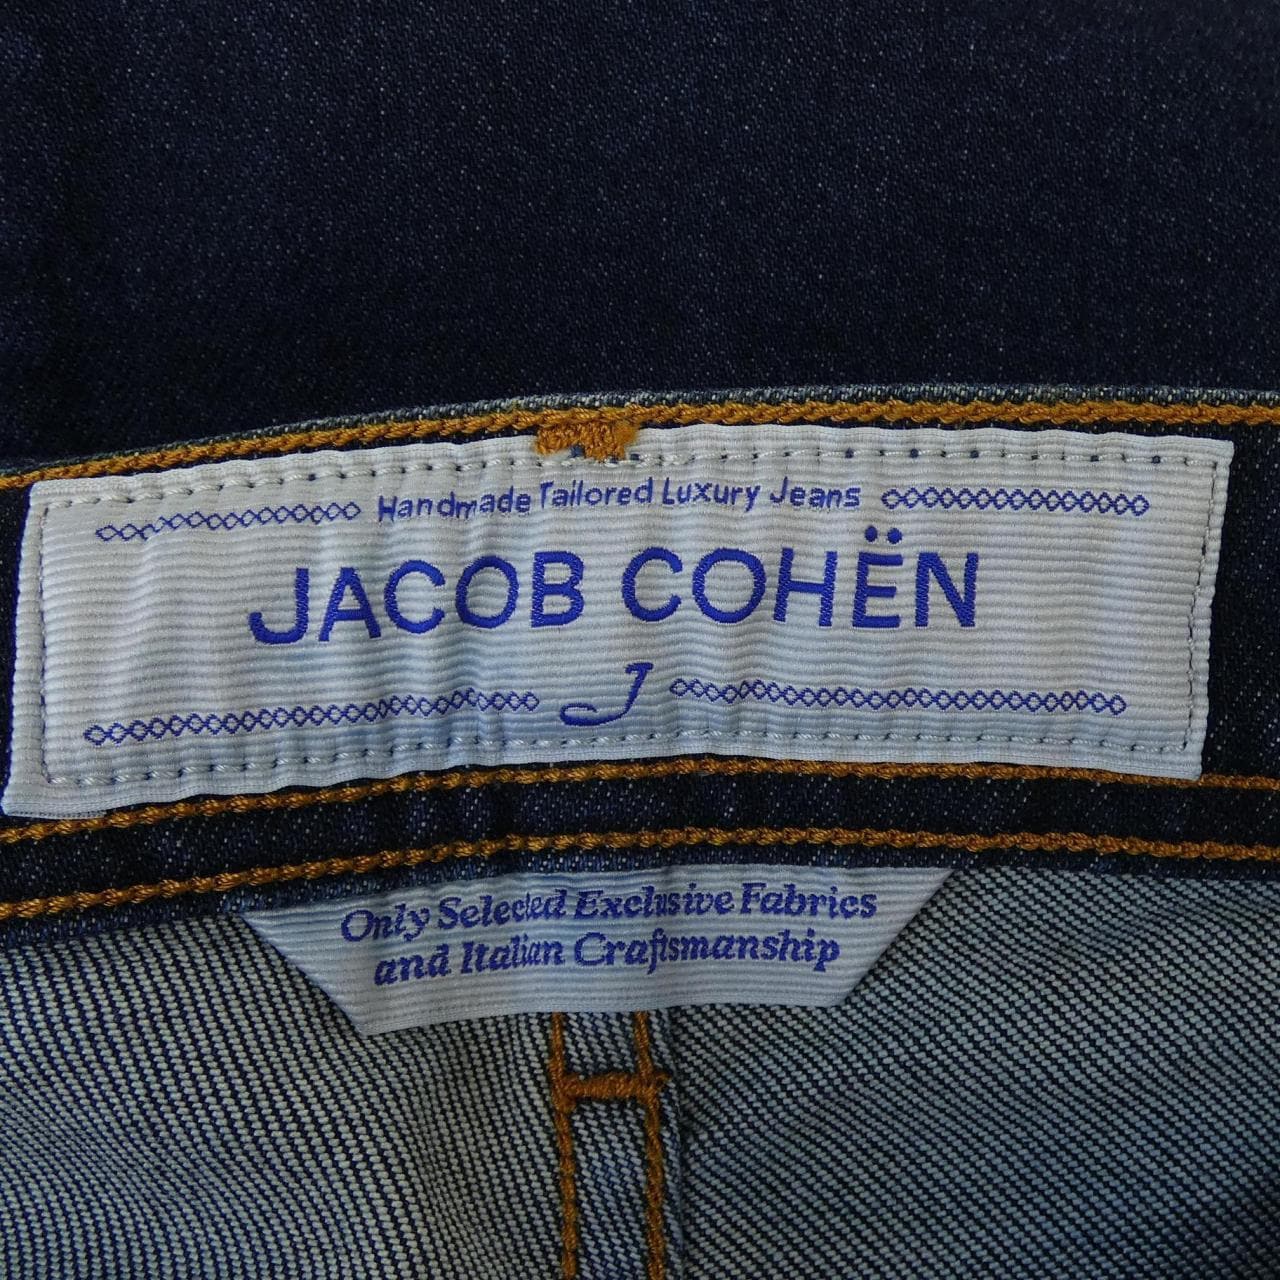 Handmade Tailored Luxury Jeans
JACOB COHËN
J
Only Selected Exclusive Fabrics
and Italian Craftsmanship